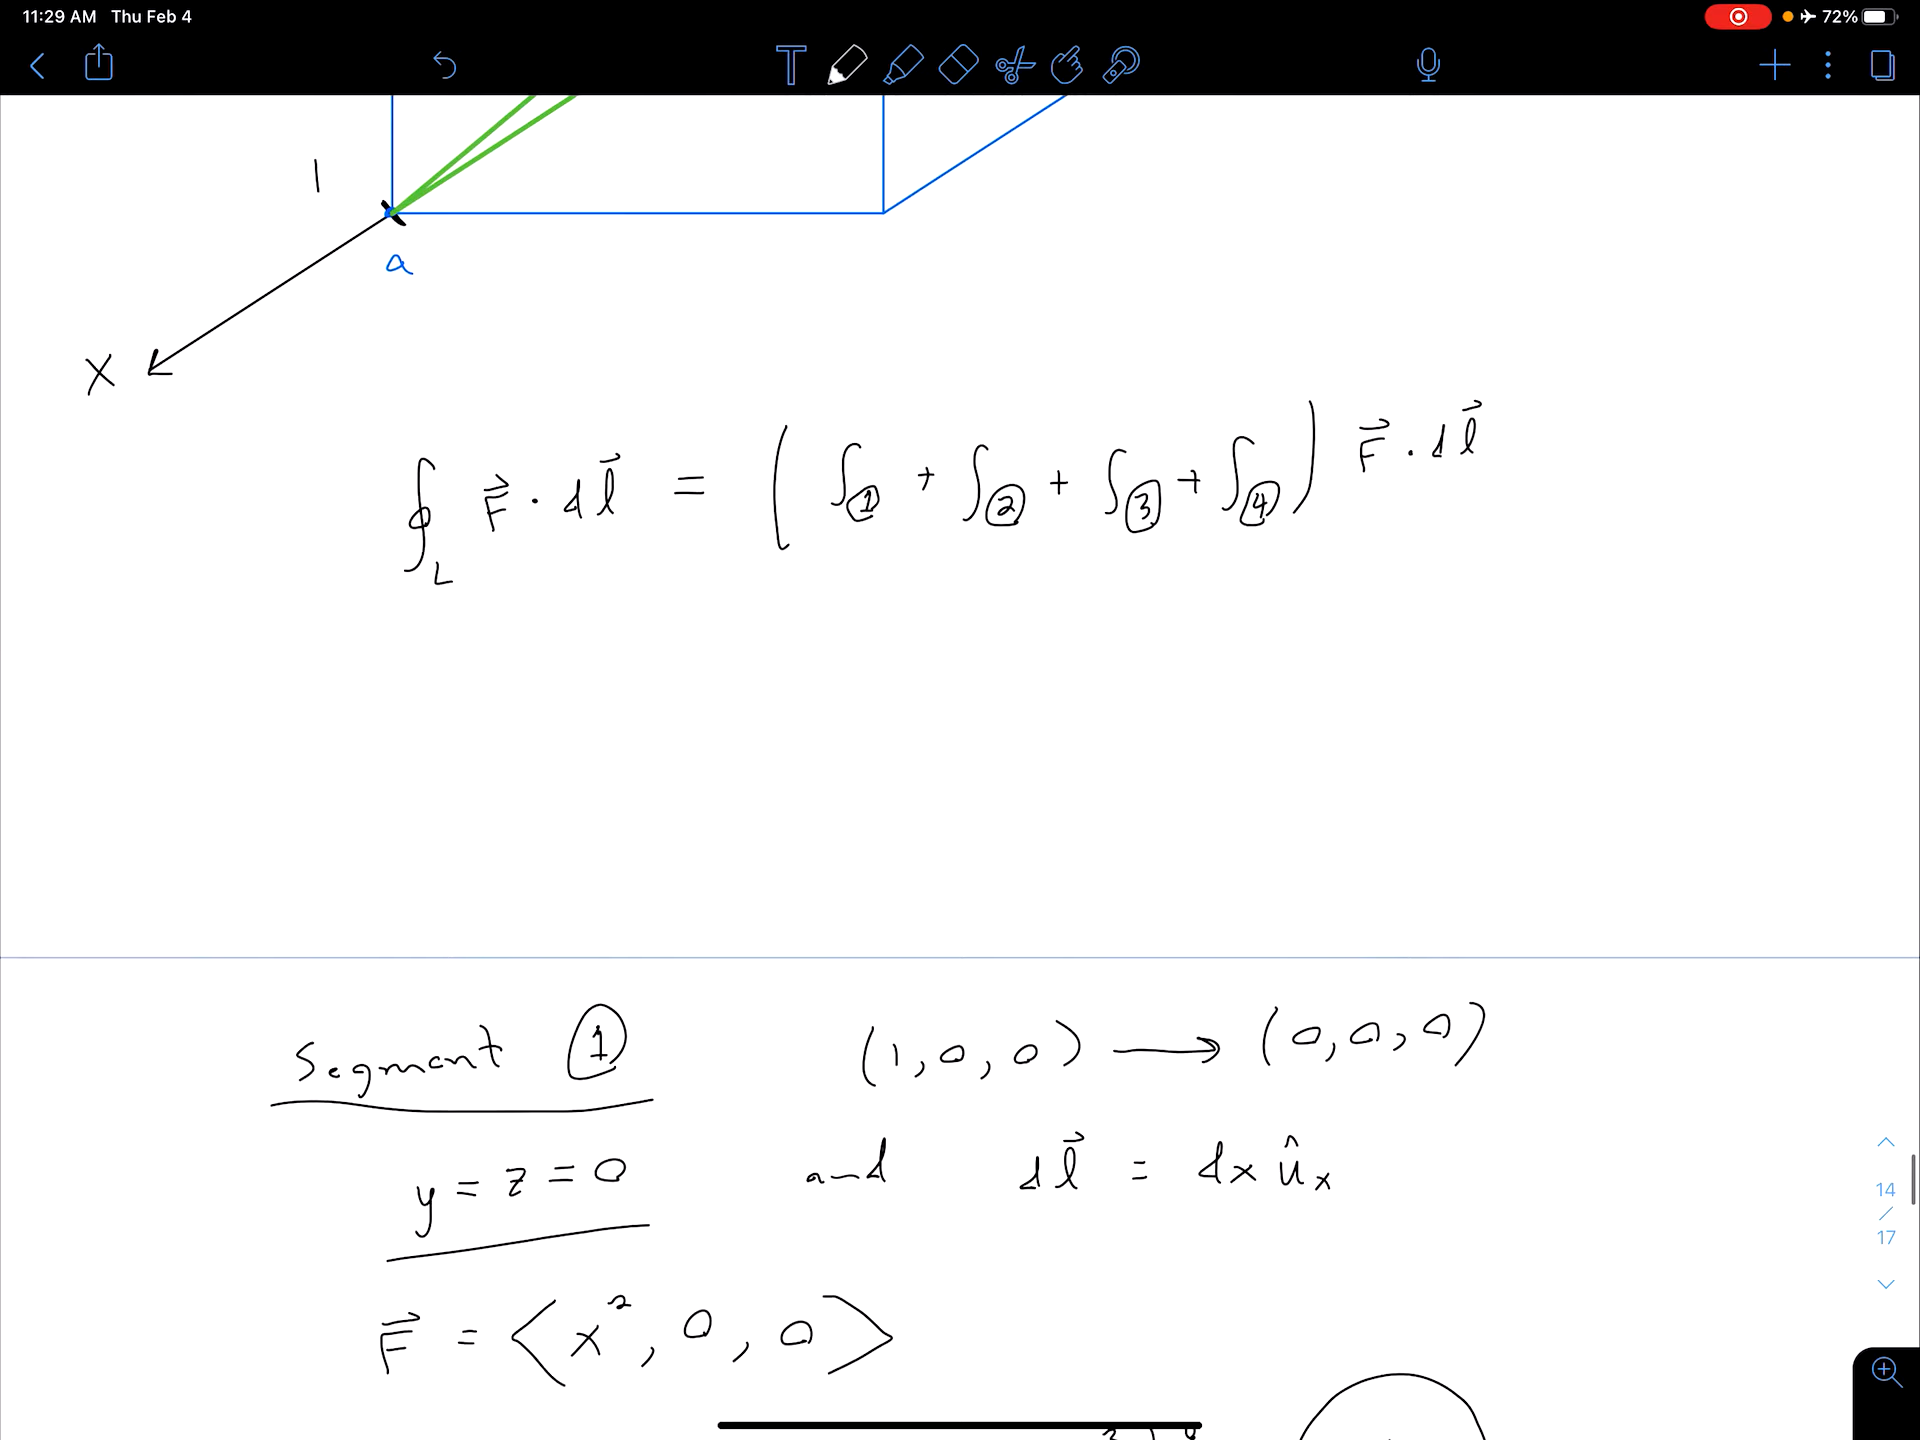 11:29 AM Thu Feb 4 72%
1
a
X
∮_L F⃗ · dl⃗ = ( ∫_① + ∫_② + ∫_③ + ∫_④ ) F⃗ · dl⃗
Segment ① (1, 0, 0) ⟶ (0, 0, 0)
y = z = 0 and dl⃗ = dx û_x
14
/
17
F⃗ = ⟨ x², 0, 0 ⟩